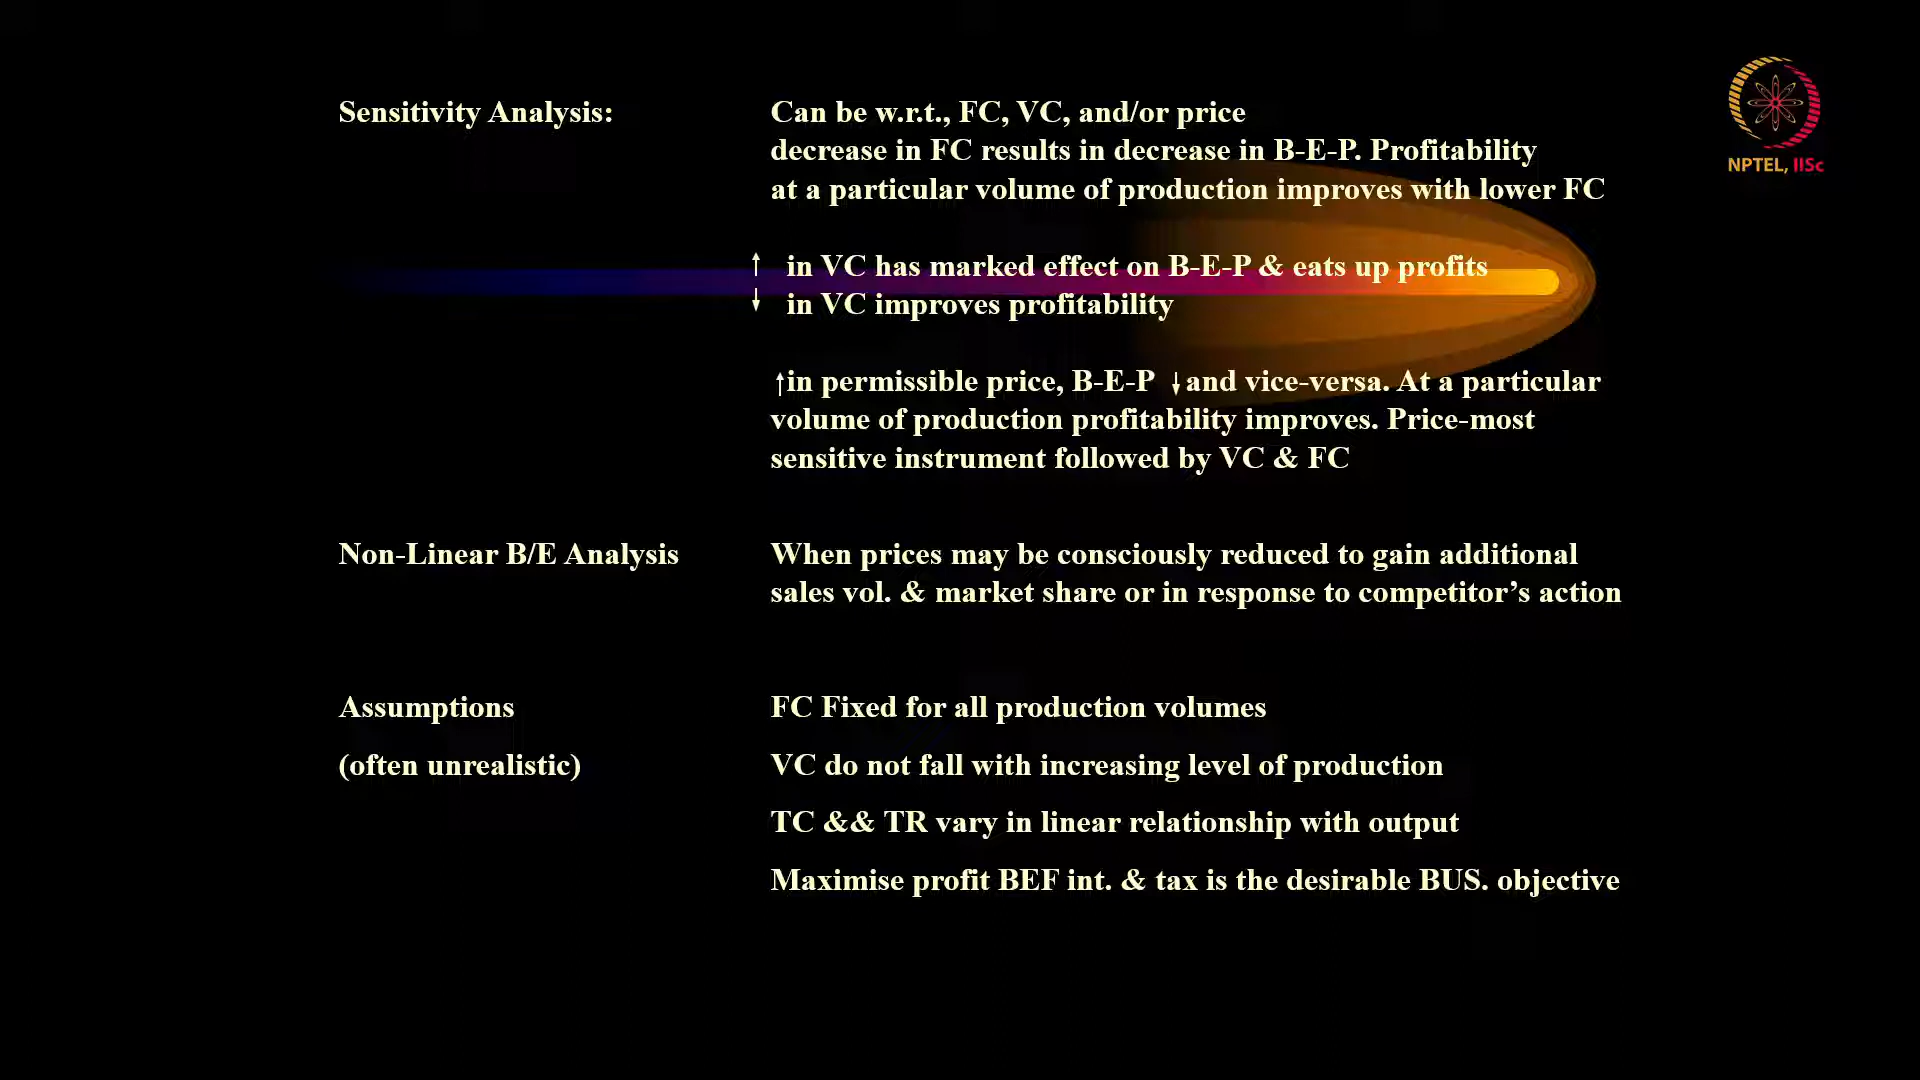 NPTEL, IISc
Sensitivity Analysis: Can be w.r.t., FC, VC, and/or price
decrease in FC results in decrease in B-E-P. Profitability
at a particular volume of production improves with lower FC
↑ in VC has marked effect on B-E-P & eats up profits
↓ in VC improves profitability
↑in permissible price, B-E-P ↓and vice-versa. At a particular
volume of production profitability improves. Price-most
sensitive instrument followed by VC & FC
Non-Linear B/E Analysis When prices may be consciously reduced to gain additional
sales vol. & market share or in response to competitor’s action
Assumptions FC Fixed for all production volumes
(often unrealistic) VC do not fall with increasing level of production
TC && TR vary in linear relationship with output
Maximise profit BEF int. & tax is the desirable BUS. objective